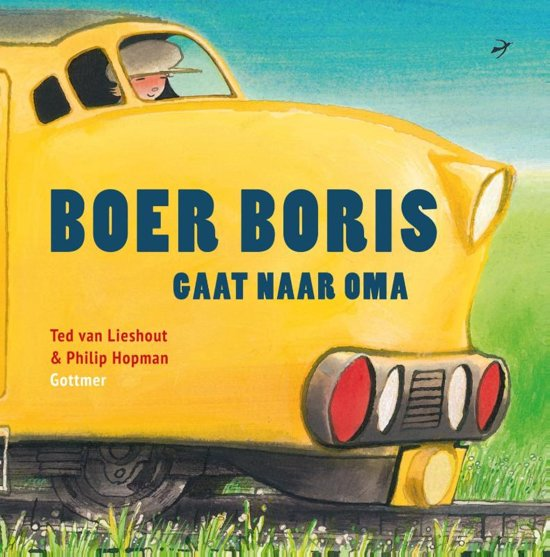 BOER BORIS
GAAT NAAR OMA
Ted van Lieshout
& Philip Hopman
Gottmer